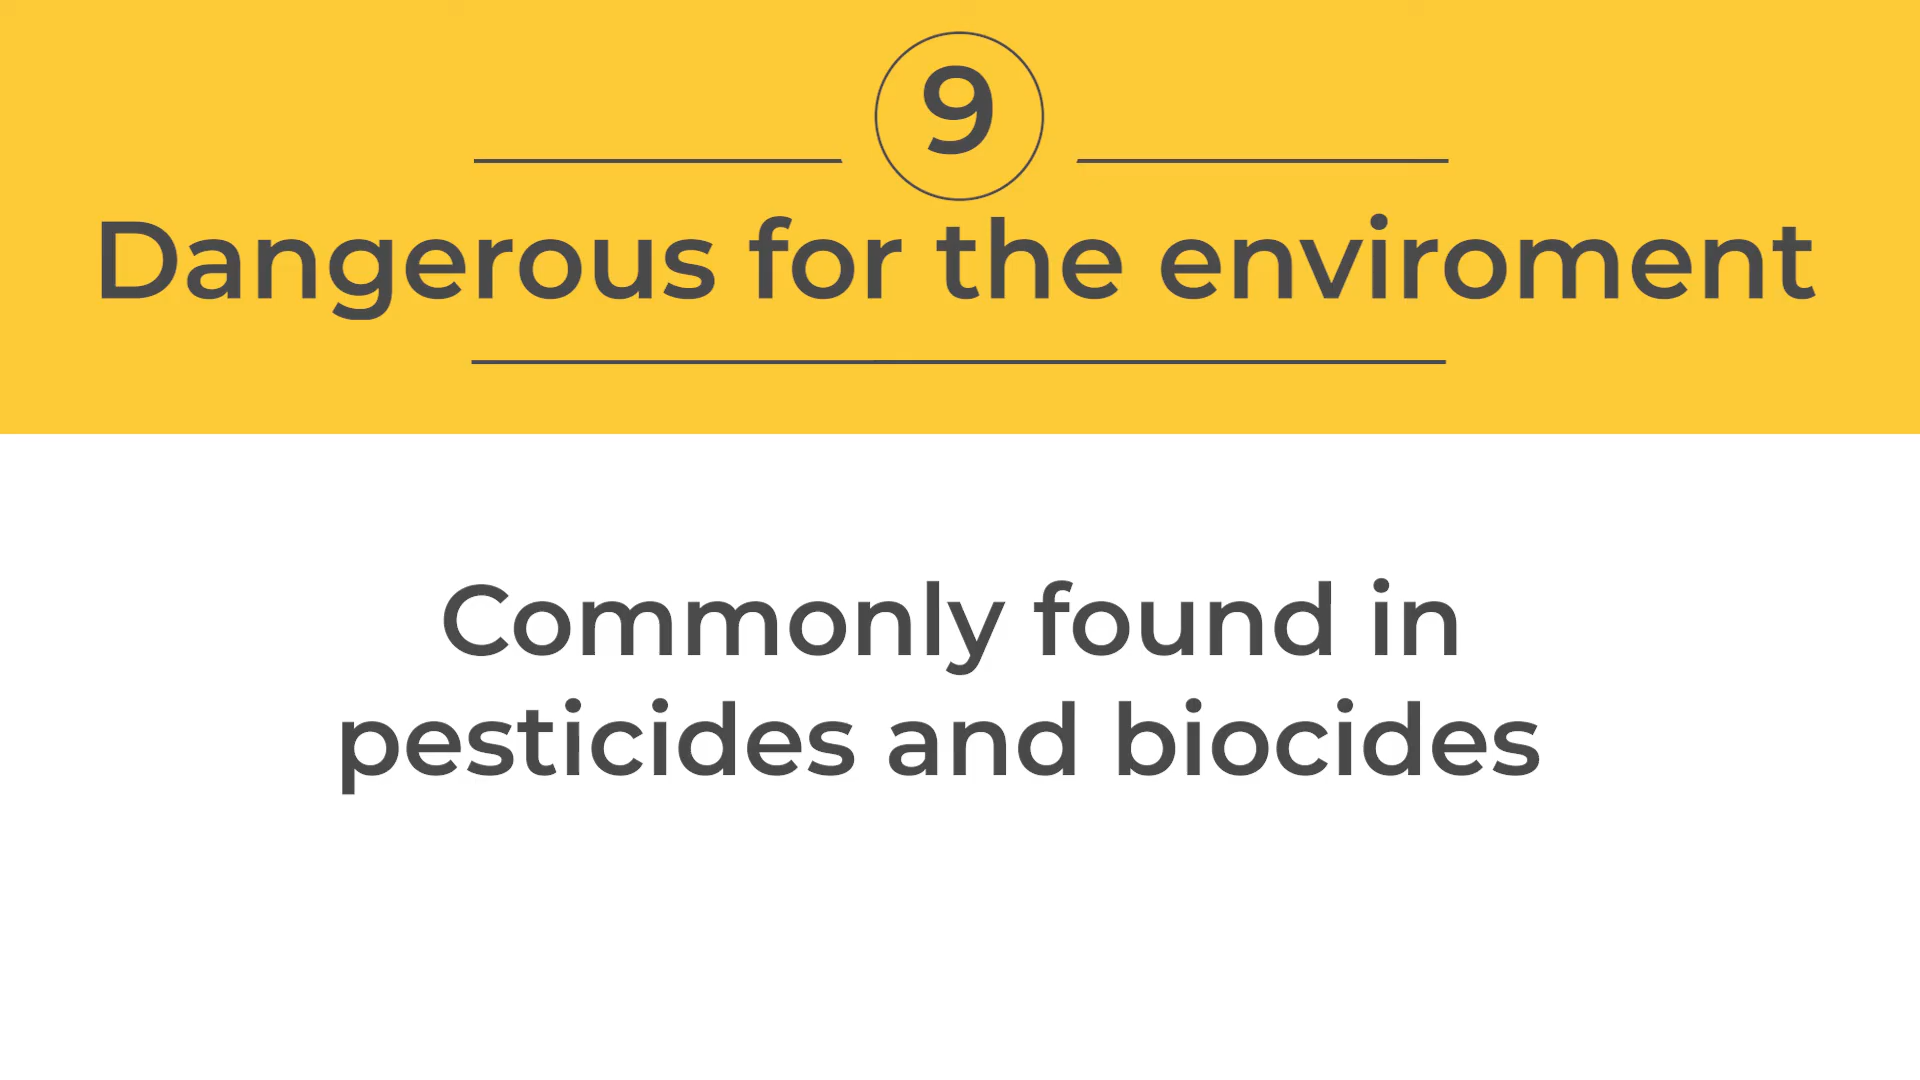 9
Dangerous for the enviroment
Commonly found in
pesticides and biocides